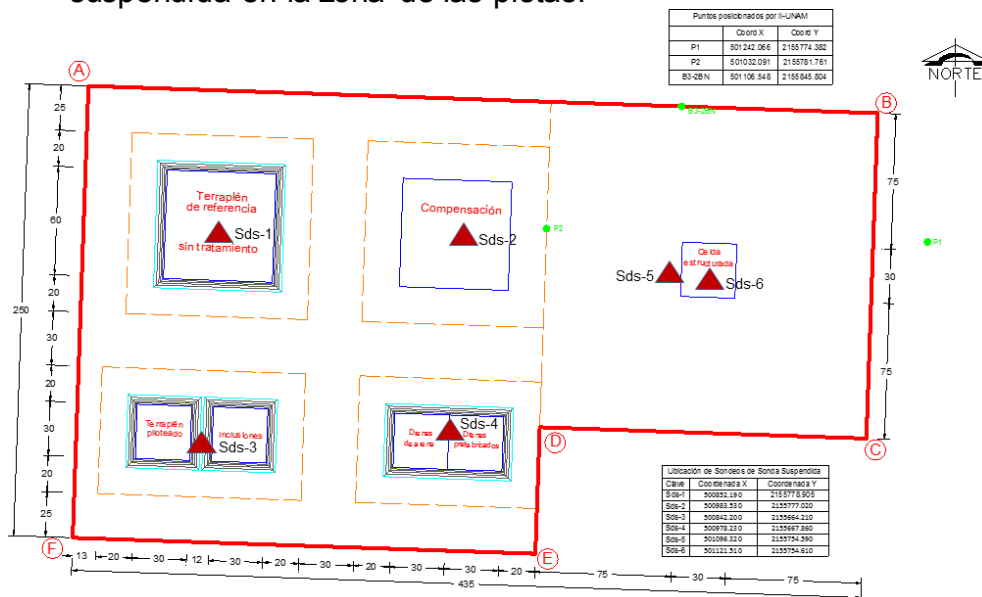 suspendida en la zona de las pistas.
Puntos posicionados por II-UNAM
Coord X Coord Y
P1 501242.066 2155774.382
P2 501032.091 2155781.761
B3-2BN 501106.548 2155845.804
NORTE
A
B
25
20
60
20
30
20
30
20
25
250
B3-2BN
75
30
75
Terraplén
de referencia
sin tratamiento
Sds-1
Compensación
Sds-2
P2
P1
Celda
estructurada
Sds-5
Sds-6
Terraplén
piloteado
Inclusiones
Sds-3
Drenes
de arena
Drenes
prefabricados
Sds-4
D
C
Ubicación de Sondeos de Sonda Suspendida
Clave Coordenada X Coordenada Y
Sds-1 500852.190 2155778.905
Sds-2 500983.530 2155777.020
Sds-3 500842.200 2155664.210
Sds-4 500978.230 2155667.860
Sds-5 501096.320 2155754.590
Sds-6 501121.510 2155754.610
F
E
13 20 30 12 30 20 30 30 30 20 75 30 75
435